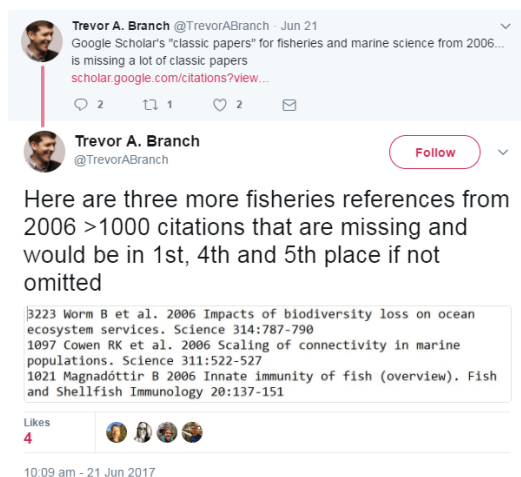 Trevor A. Branch @TrevorABranch · Jun 21
Google Scholar's "classic papers" for fisheries and marine science from 2006...
is missing a lot of classic papers
scholar.google.com/citations?view...
2 1 2
Trevor A. Branch
@TrevorABranch
Follow
Here are three more fisheries references from
2006 >1000 citations that are missing and
would be in 1st, 4th and 5th place if not
omitted
3223 Worm B et al. 2006 Impacts of biodiversity loss on ocean
ecosystem services. Science 314:787-790
1097 Cowen RK et al. 2006 Scaling of connectivity in marine
populations. Science 311:522-527
1021 Magnadóttir B 2006 Innate immunity of fish (overview). Fish
and Shellfish Immunology 20:137-151
Likes
4
10:09 am - 21 Jun 2017